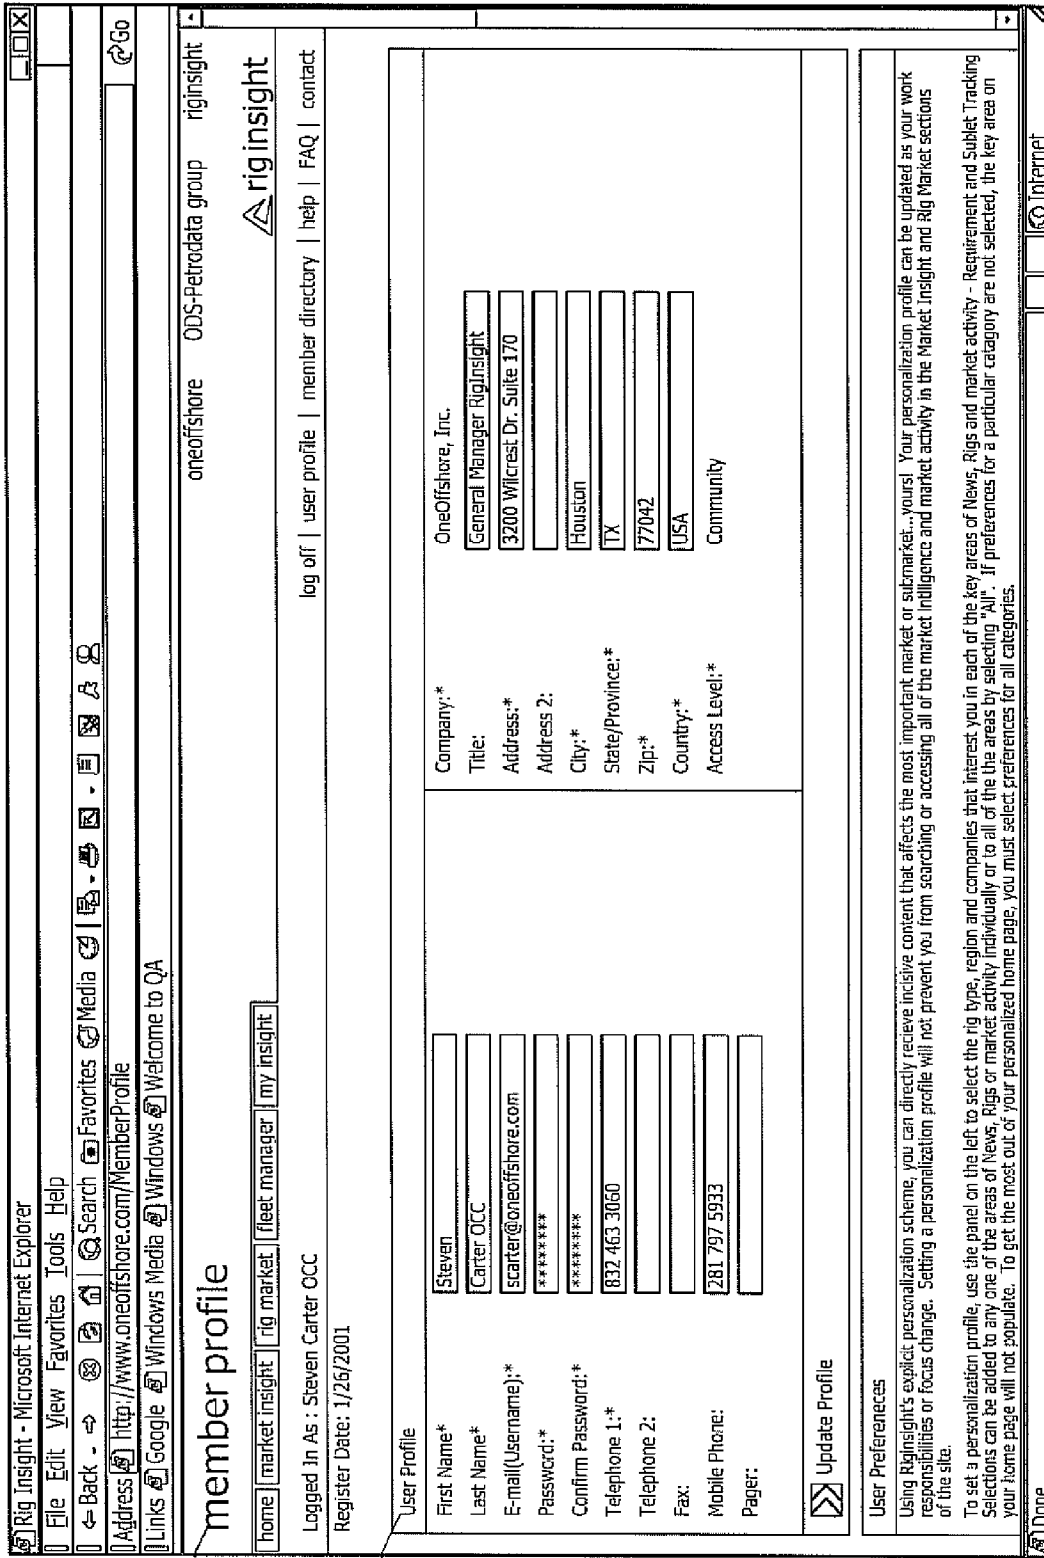 Rig Insight - Microsoft Internet Explorer
File Edit View Favorites Tools Help
Back Search Favorites Media
Address http://www.oneoffshore.com/MemberProfile Go
Links Google Windows Media Windows Welcome to QA
oneoffshore ODS-Petrodata group riginsight
member profile
riginsight
home market insight rig market fleet manager my insight
log off | user profile | member directory | help | FAQ | contact
Logged In As : Steven Carter OCC
Register Date: 1/26/2001
User Profile
First Name* Steven
Last Name* Carter OCC
E-mail(Username):* scarter@oneoffshore.com
Password:* *********
Confirm Password:* ********
Telephone 1:* 832 463 3060
Telephone 2:
Fax:
Mobile Phone: 281 797 5933
Pager:
Company:* OneOffshore, Inc.
Title: General Manager RigInsight
Address:* 3200 Wilcrest Dr. Suite 170
Address 2:
City:* Houston
State/Province:* TX
Zip:* 77042
Country:* USA
Access Level:* Community
Update Profile
User Prefereneces
Using RigInsight's explicit personalization scheme, you can directly recieve incisive content that affects the most important market or submarket...yours! Your personalization profile can be updated as your work
responsibilities or focus change. Setting a personalization profile will not prevent you from searching or accessing all of the market Intilligence and market activity in the Market Insight and Rig Market sections
of the site.
To set a personalization profile, use the panel on the left to select the rig type, region and companies that interest you in each of the key areas of News, Rigs and market activity - Requirement and Sublet Tracking
Selections can be added to any one of the areas of News, Rigs or market activity individually or to all of the the areas by selecting "All". If preferences for a particular catagory are not selected, the key area on
your home page will not populate. To get the most out of your personalized home page, you must select preferences for all categories.
Done Internet